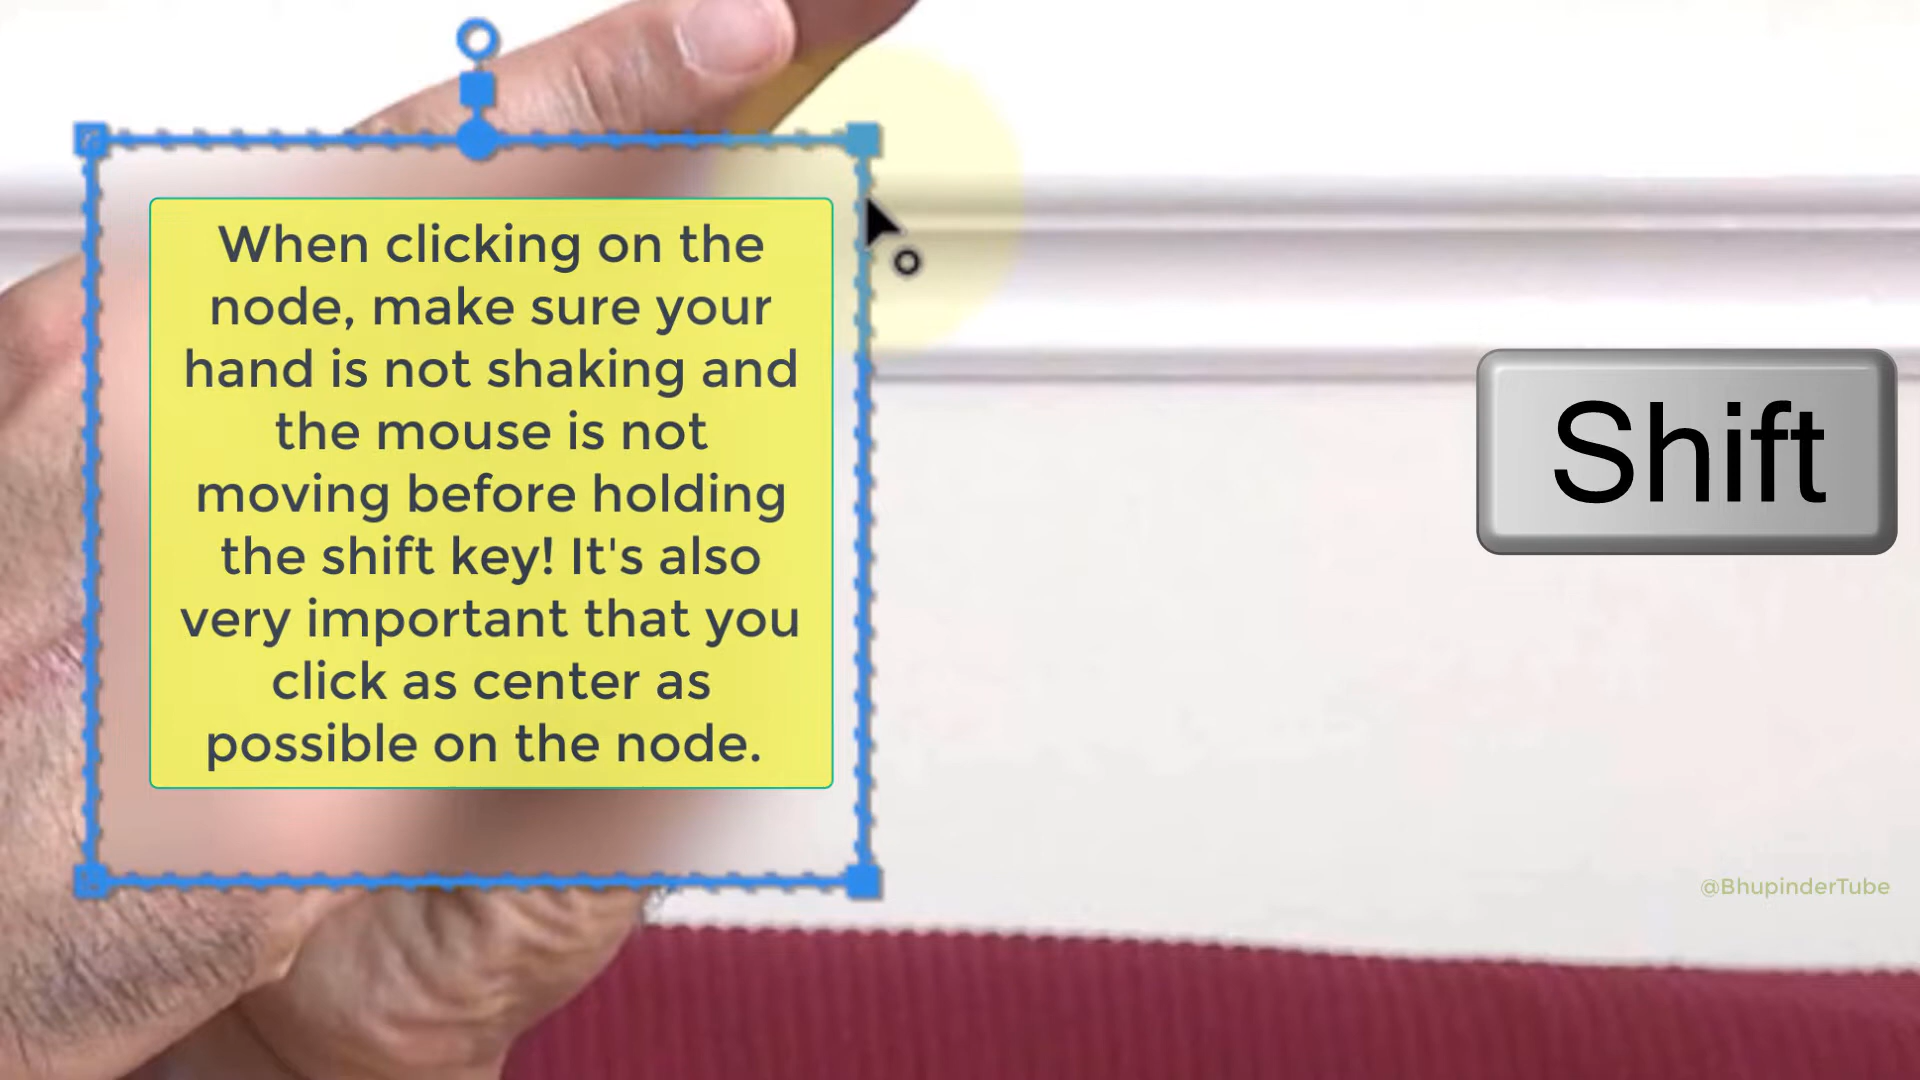 When clicking on the
node, make sure your
hand is not shaking and
the mouse is not
moving before holding
the shift key! It's also
very important that you
click as center as
possible on the node.
Shift
@BhupinderTube